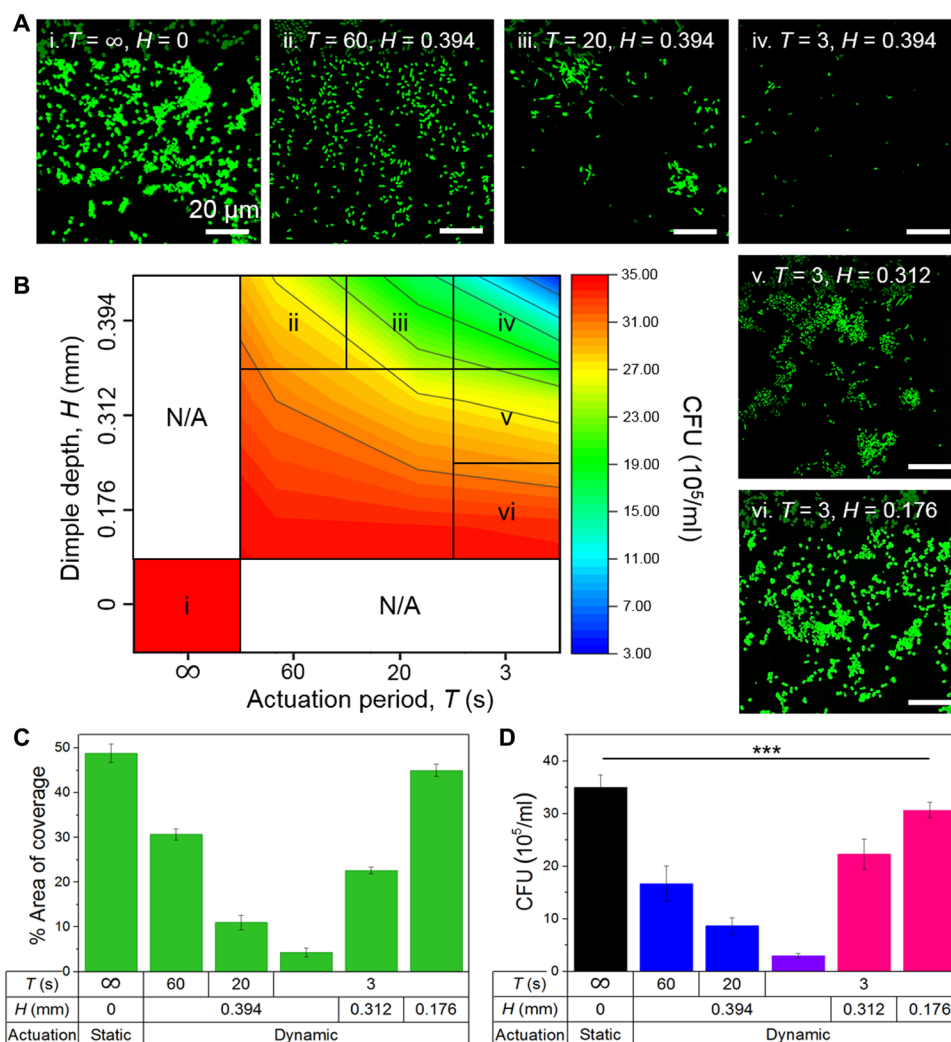 A
i. T = ∞, H = 0
ii. T = 60, H = 0.394
iii. T = 20, H = 0.394
iv. T = 3, H = 0.394
20 µm
v. T = 3, H = 0.312
vi. T = 3, H = 0.176
B
Dimple depth, H (mm)
0.394
0.312
0.176
0
ii
iii
iv
N/A
v
vi
i
N/A
∞
60
20
3
Actuation period, T (s)
35.00
31.00
27.00
23.00
19.00
15.00
11.00
7.00
3.00
CFU (10⁵/ml)
C
% Area of coverage
50
40
30
20
10
0
T (s) ∞ 60 20 3
H (mm) 0 0.394 0.312 0.176
Actuation Static Dynamic
D
CFU (10⁵/ml)
40
30
20
10
0
***
T (s) ∞ 60 20 3
H (mm) 0 0.394 0.312 0.176
Actuation Static Dynamic